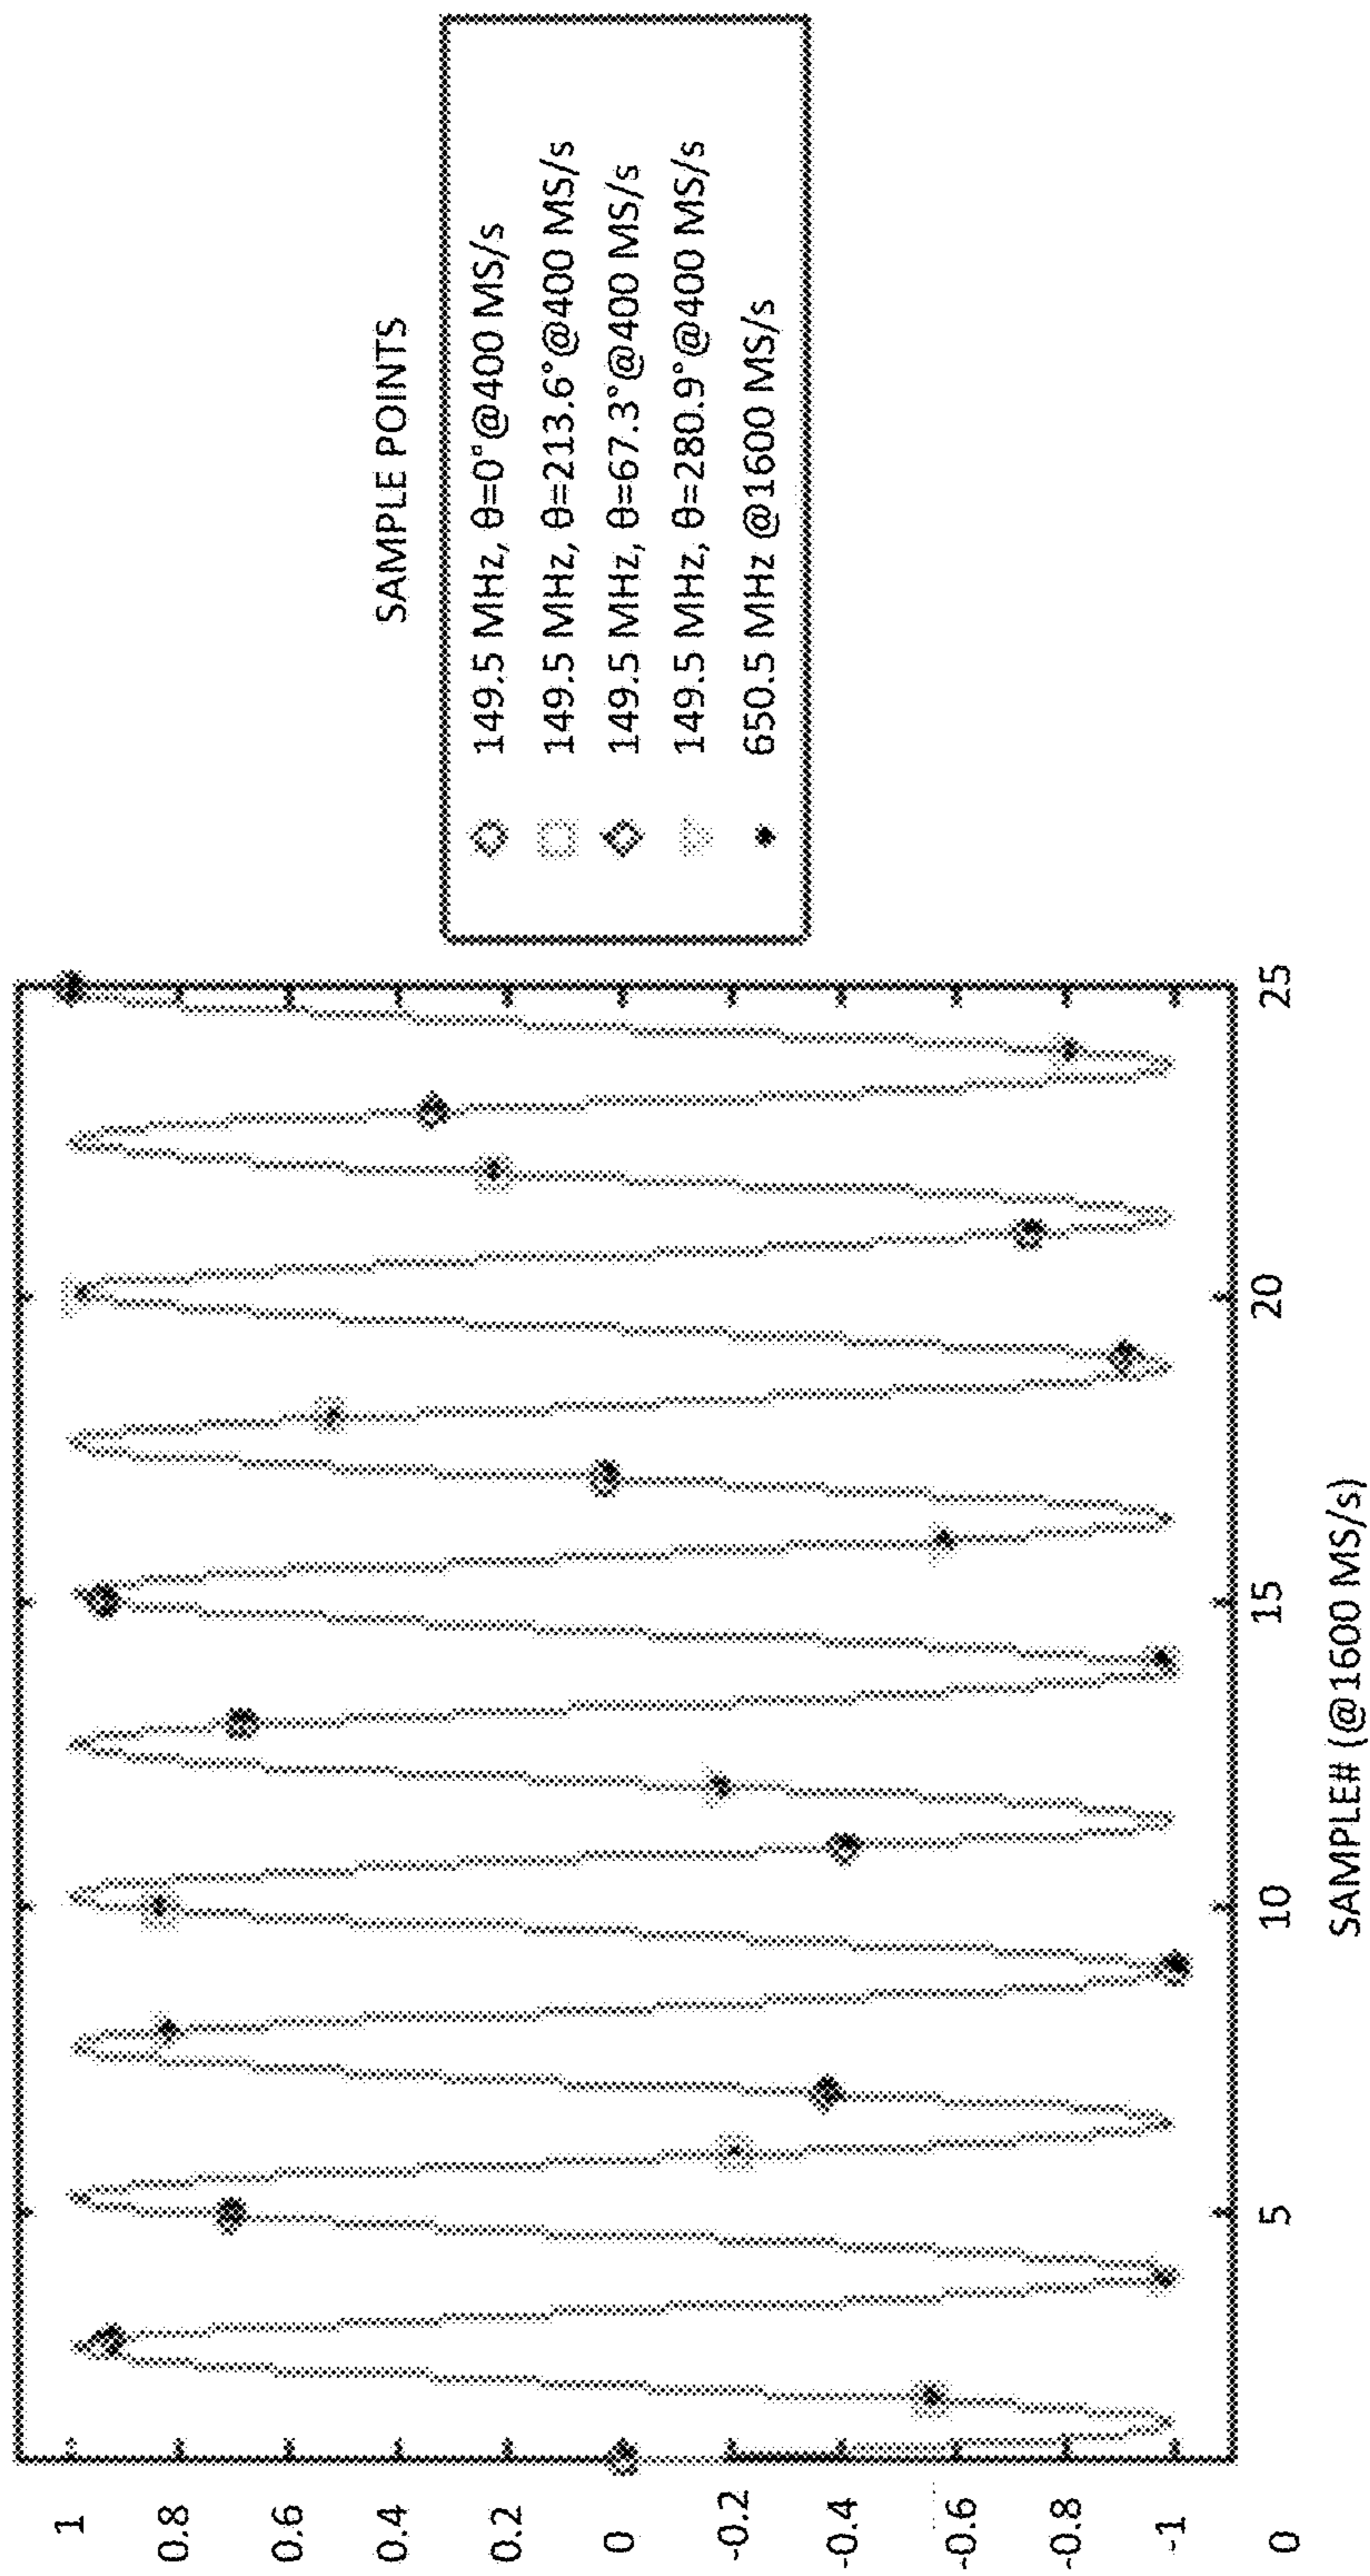 SAMPLE POINTS
149.5 MHz, θ=0°@400 MS/s
149.5 MHz, θ=213.6°@400 MS/s
149.5 MHz, θ=67.3°@400 MS/s
149.5 MHz, θ=280.9°@400 MS/s
650.5 MHz @1600 MS/s
1
0.8
0.6
0.4
0.2
0
-0.2
-0.4
-0.6
-0.8
-1
0
5
10
15
20
25
SAMPLE# (@1600 MS/s)